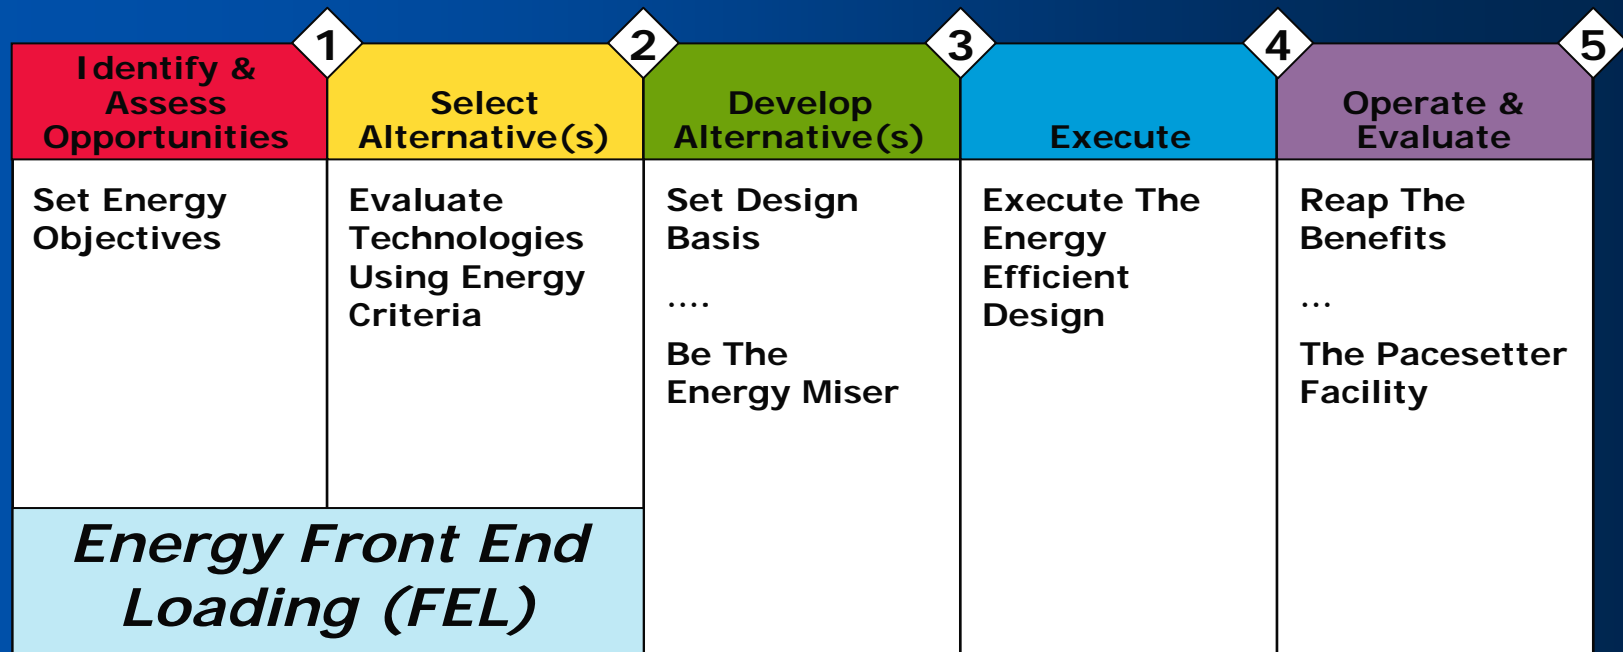 1
2
3
4
5
Identify &
Assess
Opportunities
Select
Alternative(s)
Develop
Alternative(s)
Execute
Operate &
Evaluate
Set Energy
Objectives
Evaluate
Technologies
Using Energy
Criteria
Set Design
Basis
....
Be The
Energy Miser
Execute The
Energy
Efficient
Design
Reap The
Benefits
...
The Pacesetter
Facility
Energy Front End
Loading (FEL)